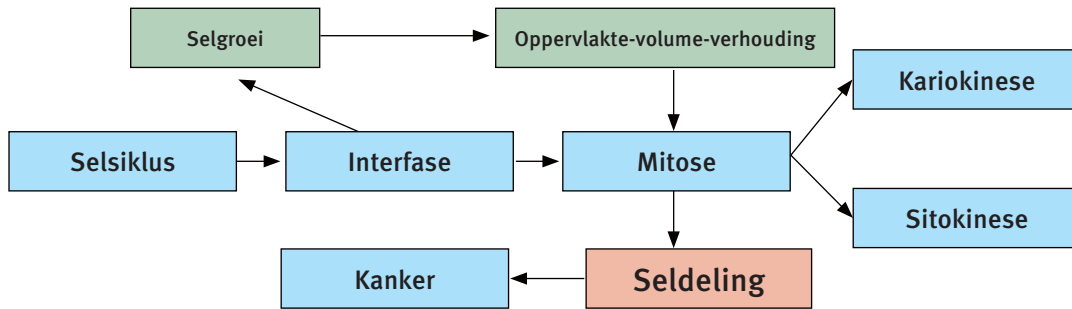 Selgroei
Oppervlakte-volume-verhouding
Kariokinese
Selsiklus
Interfase
Mitose
Sitokinese
Kanker
Seldeling